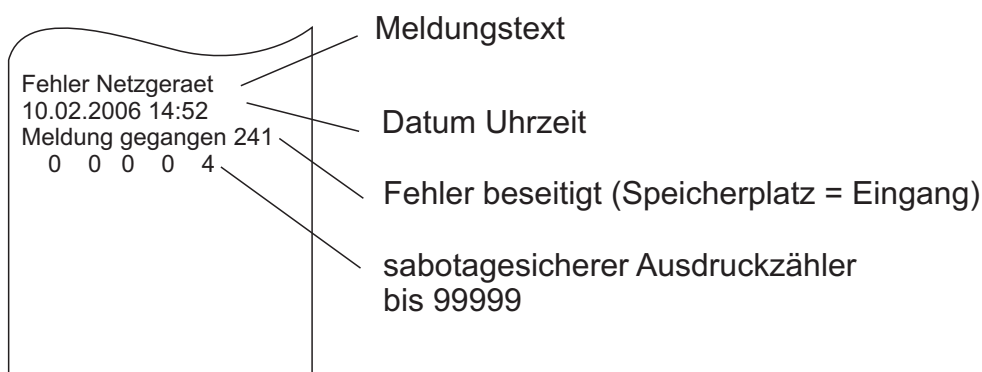 Meldungstext
Fehler Netzgeraet
10.02.2006 14:52
Datum Uhrzeit
Meldung gegangen 241
0 0 0 0 4
Fehler beseitigt (Speicherplatz = Eingang)
sabotagesicherer Ausdruckzähler
bis 99999